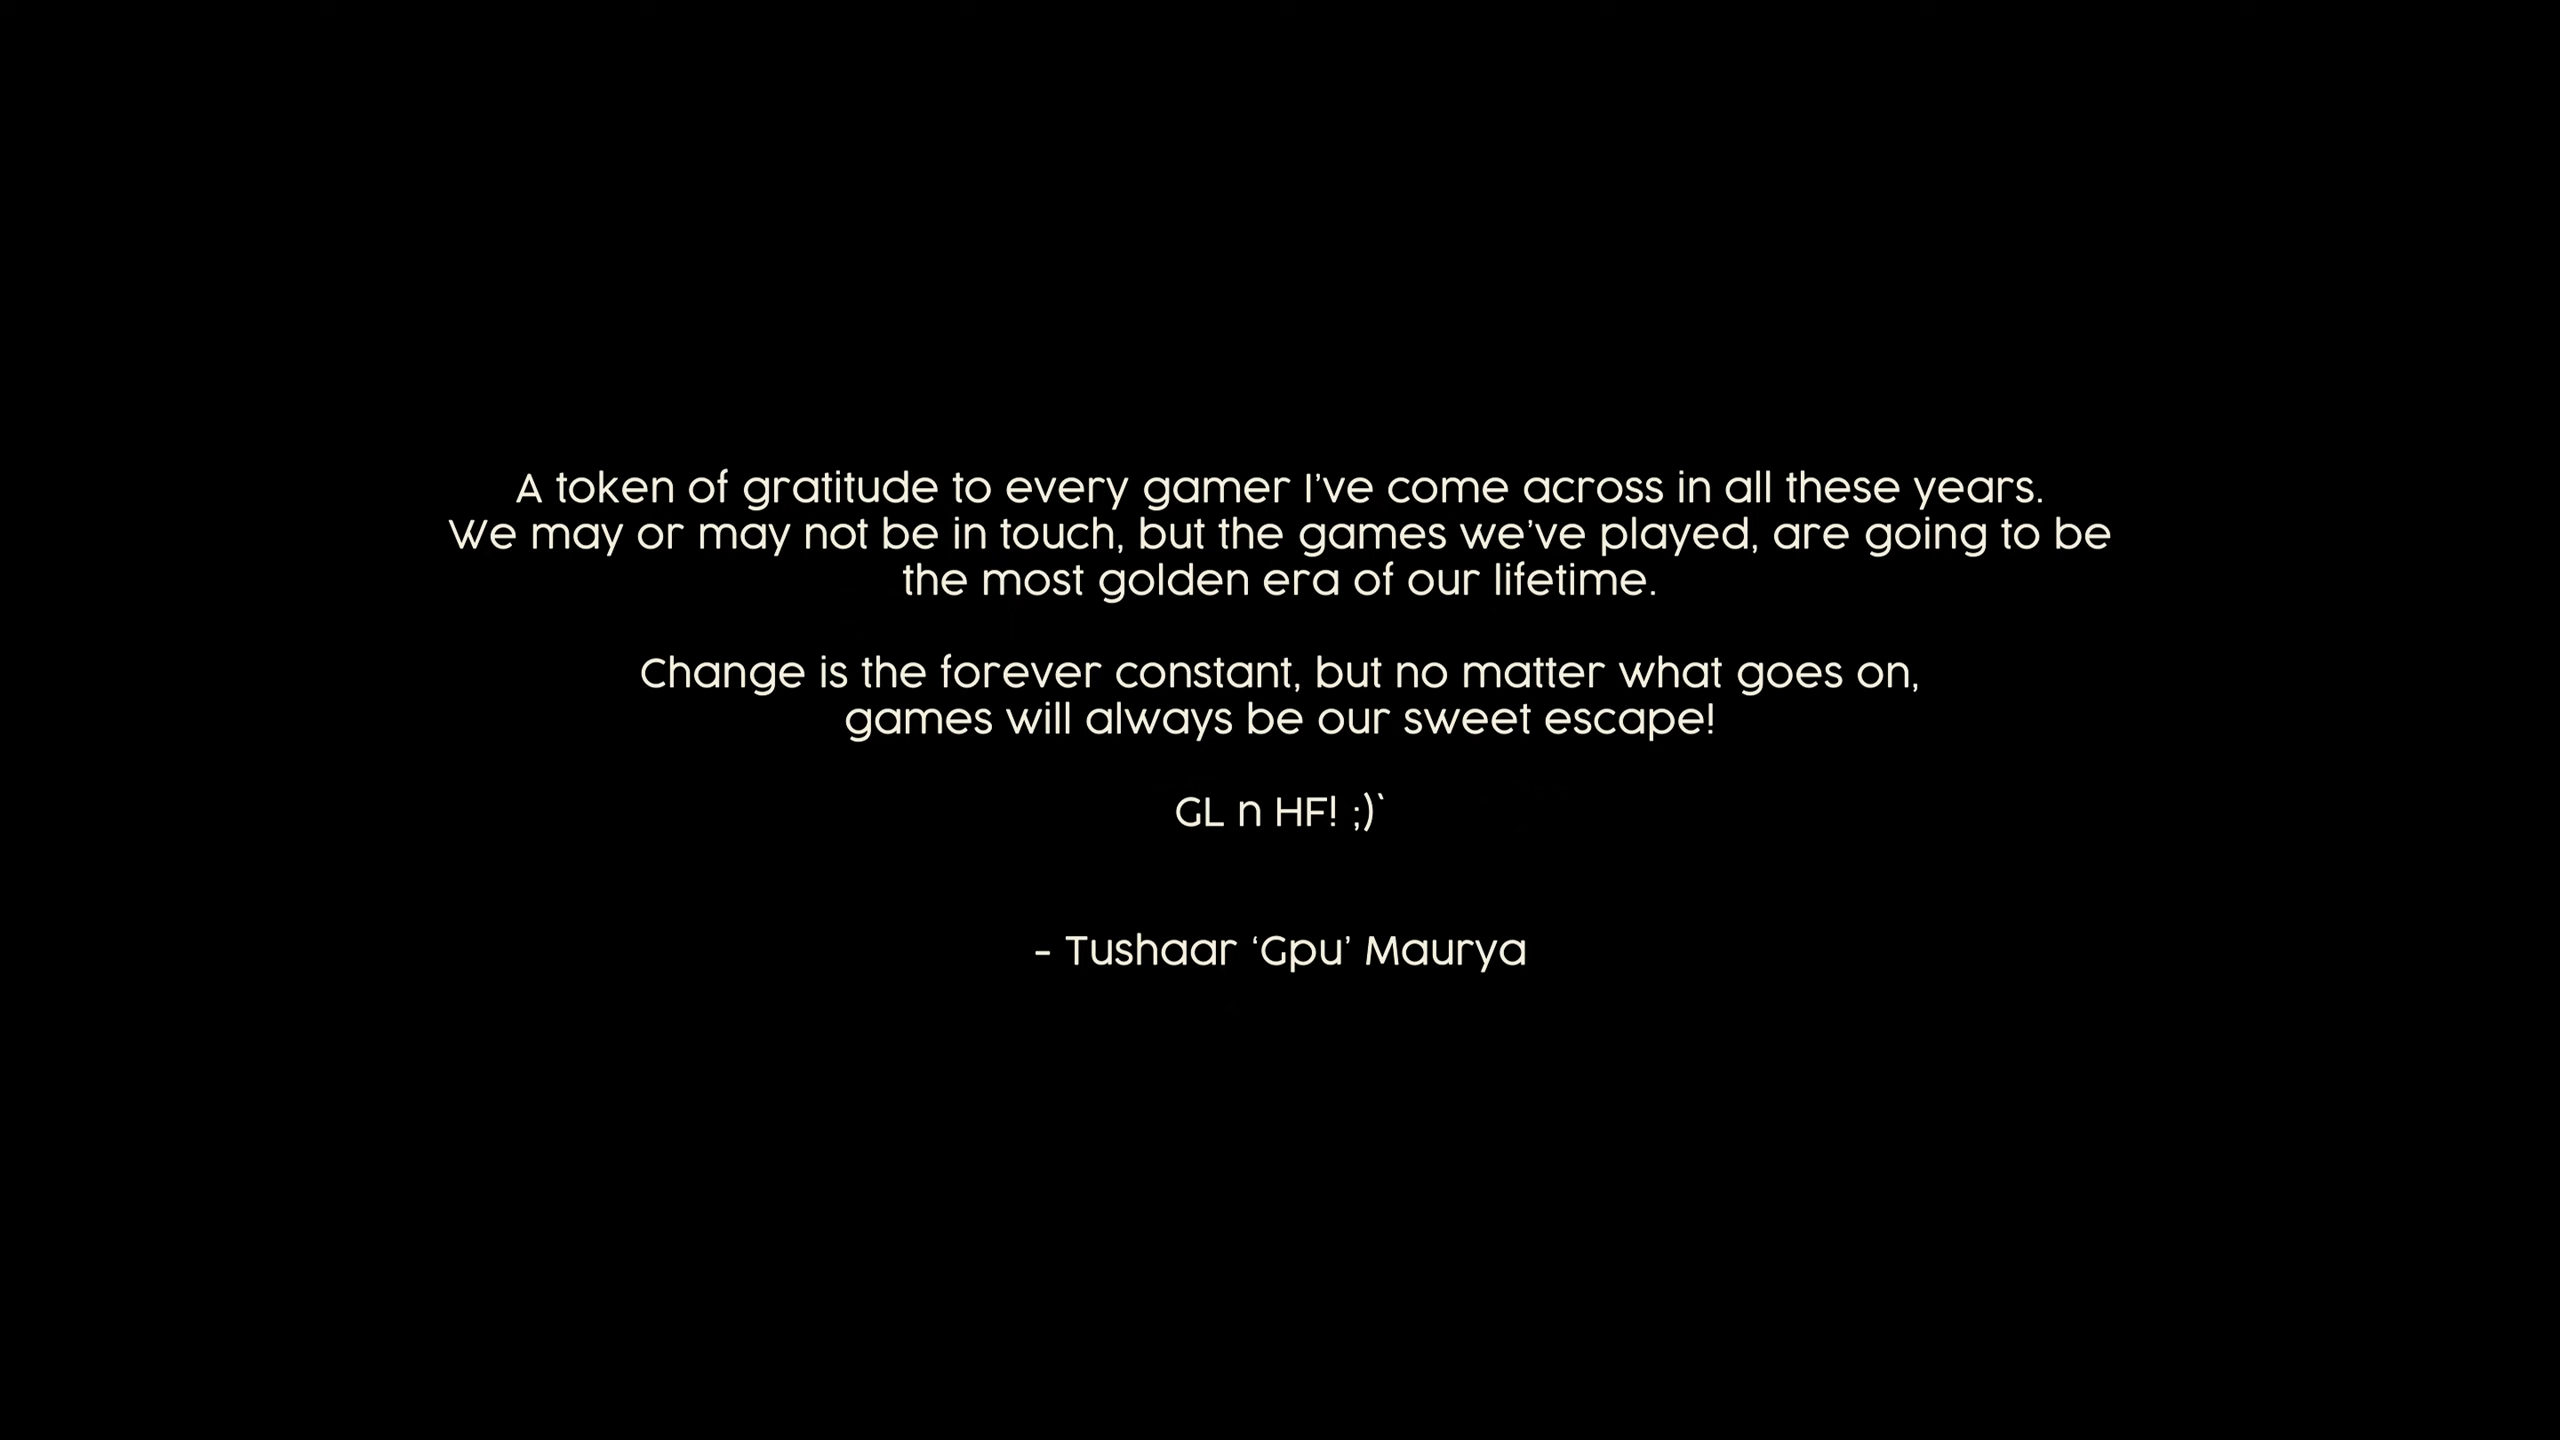 A token of gratitude to every gamer I've come across in all these years.
We may or may not be in touch, but the games we've played, are going to be
the most golden era of our lifetime.
Change is the forever constant, but no matter what goes on,
games will always be our sweet escape!
GL n HF! ;)`
- Tushaar ‘Gpu’ Maurya